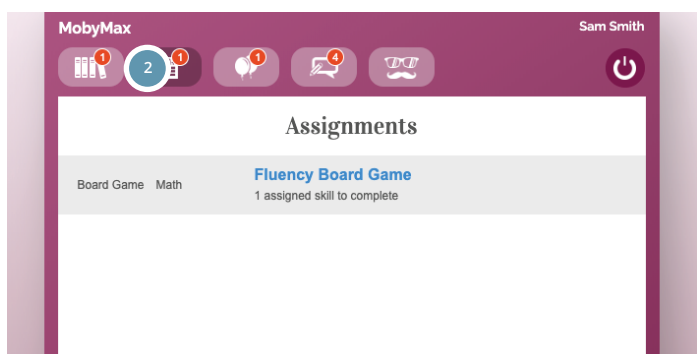 MobyMax
Sam Smith
1
2
1
1
4
Assignments
Board Game Math
Fluency Board Game
1 assigned skill to complete